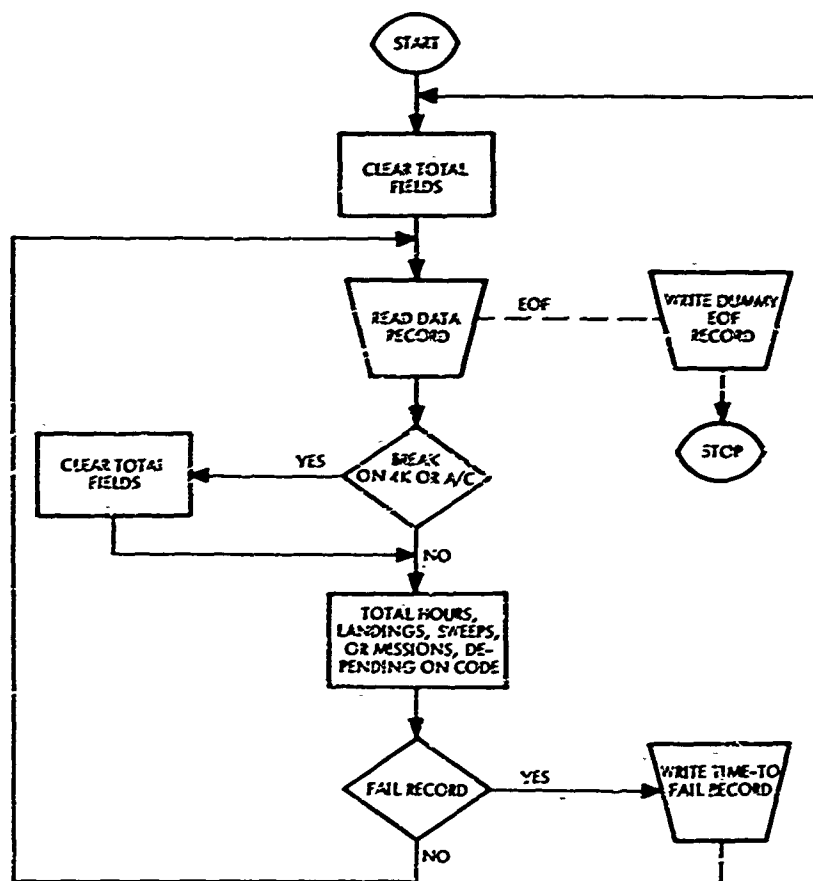 START
CLEAR TOTAL
FIELDS
READ DATA
RECORD
EOF
WRITE DUMMY
EOF
RECORD
STOP
CLEAR TOTAL
FIELDS
YES
BREAK
ON OR A/C
NO
TOTAL HOURS,
LANDINGS, SWEEPS,
OR MISSIONS, DE-
PENDING ON CODE
FAIL RECORD
YES
WRITE TIME-TO
FAIL RECORD
NO